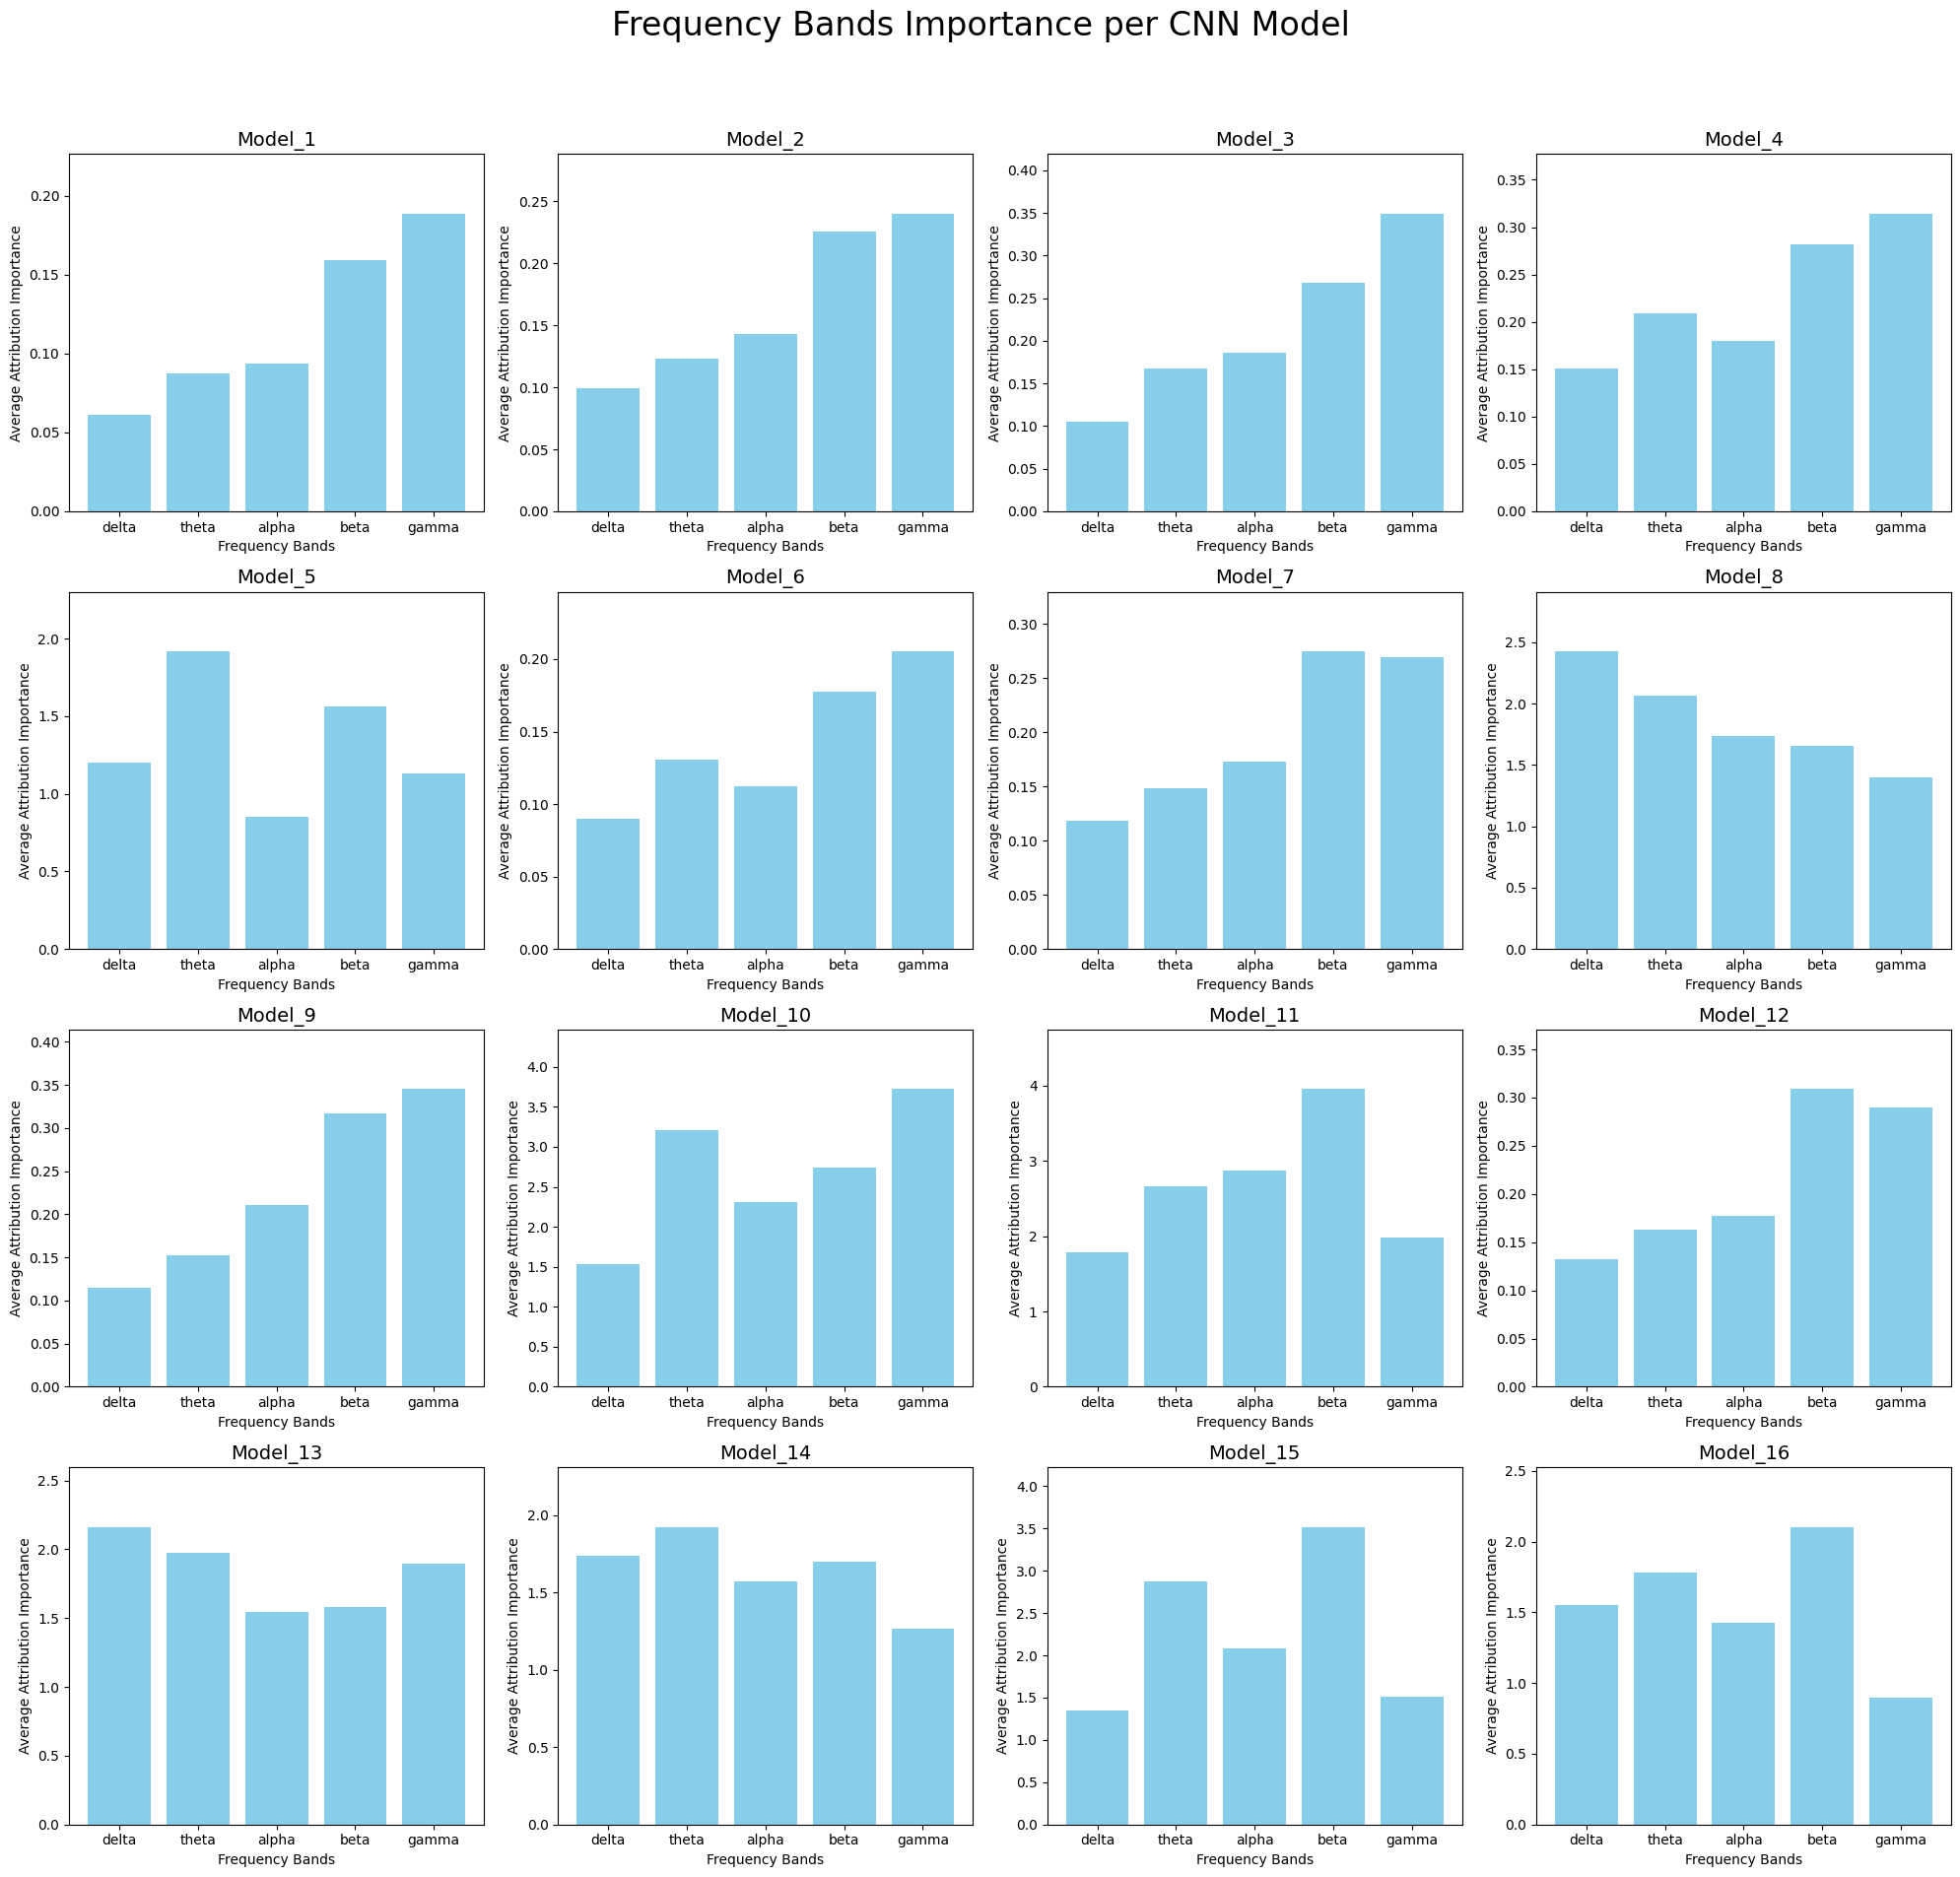 Frequency Bands Importance per CNN Model
Model_1
Average Attribution Importance
0.20
0.15
0.10
0.05
0.00
delta theta alpha beta gamma
Frequency Bands
Model_2
Average Attribution Importance
0.25
0.20
0.15
0.10
0.05
0.00
delta theta alpha beta gamma
Frequency Bands
Model_3
Average Attribution Importance
0.40
0.35
0.30
0.25
0.20
0.15
0.10
0.05
0.00
delta theta alpha beta gamma
Frequency Bands
Model_4
Average Attribution Importance
0.35
0.30
0.25
0.20
0.15
0.10
0.05
0.00
delta theta alpha beta gamma
Frequency Bands
Model_5
Average Attribution Importance
2.0
1.5
1.0
0.5
0.0
delta theta alpha beta gamma
Frequency Bands
Model_6
Average Attribution Importance
0.20
0.15
0.10
0.05
0.00
delta theta alpha beta gamma
Frequency Bands
Model_7
Average Attribution Importance
0.30
0.25
0.20
0.15
0.10
0.05
0.00
delta theta alpha beta gamma
Frequency Bands
Model_8
Average Attribution Importance
2.5
2.0
1.5
1.0
0.5
0.0
delta theta alpha beta gamma
Frequency Bands
Model_9
Average Attribution Importance
0.40
0.35
0.30
0.25
0.20
0.15
0.10
0.05
0.00
delta theta alpha beta gamma
Frequency Bands
Model_10
Average Attribution Importance
4.0
3.5
3.0
2.5
2.0
1.5
1.0
0.5
0.0
delta theta alpha beta gamma
Frequency Bands
Model_11
Average Attribution Importance
4
3
2
1
0
delta theta alpha beta gamma
Frequency Bands
Model_12
Average Attribution Importance
0.35
0.30
0.25
0.20
0.15
0.10
0.05
0.00
delta theta alpha beta gamma
Frequency Bands
Model_13
Average Attribution Importance
2.5
2.0
1.5
1.0
0.5
0.0
delta theta alpha beta gamma
Frequency Bands
Model_14
Average Attribution Importance
2.0
1.5
1.0
0.5
0.0
delta theta alpha beta gamma
Frequency Bands
Model_15
Average Attribution Importance
4.0
3.5
3.0
2.5
2.0
1.5
1.0
0.5
0.0
delta theta alpha beta gamma
Frequency Bands
Model_16
Average Attribution Importance
2.5
2.0
1.5
1.0
0.5
0.0
delta theta alpha beta gamma
Frequency Bands